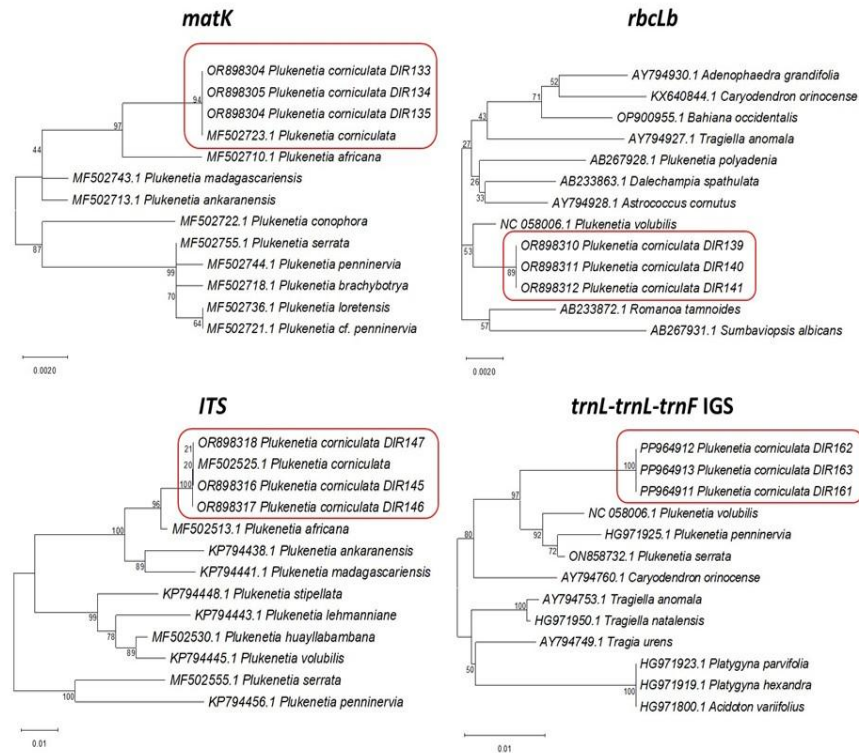 matK
94
OR898304 Plukenetia corniculata DIR133
OR898305 Plukenetia corniculata DIR134
OR898304 Plukenetia corniculata DIR135
MF502723.1 Plukenetia corniculata
97
MF502710.1 Plukenetia africana
44
MF502743.1 Plukenetia madagascariensis
MF502713.1 Plukenetia ankaranensis
MF502722.1 Plukenetia conophora
87
MF502755.1 Plukenetia serrata
99
MF502744.1 Plukenetia penninervia
MF502718.1 Plukenetia brachybotrya
70
MF502736.1 Plukenetia loretensis
64
MF502721.1 Plukenetia cf. penninervia
0.0020
rbcLb
52
AY794930.1 Adenophaedra grandifolia
71
KX640844.1 Caryodendron orinocense
43
OP900955.1 Bahiana occidentalis
AY794927.1 Tragiella anomala
27
AB267928.1 Plukenetia polyadenia
26
AB233863.1 Dalechampia spathulata
33
AY794928.1 Astrococcus cornutus
NC 058006.1 Plukenetia volubilis
53
OR898310 Plukenetia corniculata DIR139
89
OR898311 Plukenetia corniculata DIR140
OR898312 Plukenetia corniculata DIR141
AB233872.1 Romanoa tamnoides
57
AB267931.1 Sumbaviopsis albicans
0.0020
ITS
21
OR898318 Plukenetia corniculata DIR147
20
MF502525.1 Plukenetia corniculata
100
OR898316 Plukenetia corniculata DIR145
OR898317 Plukenetia corniculata DIR146
96
MF502513.1 Plukenetia africana
100
KP794438.1 Plukenetia ankaranensis
89
KP794441.1 Plukenetia madagascariensis
KP794448.1 Plukenetia stipellata
99
KP794443.1 Plukenetia lehmanniane
78
MF502530.1 Plukenetia huayllabambana
89
KP794445.1 Plukenetia volubilis
MF502555.1 Plukenetia serrata
100
KP794456.1 Plukenetia penninervia
0.01
trnL-trnL-trnF IGS
PP964912 Plukenetia corniculata DIR162
100
PP964913 Plukenetia corniculata DIR163
PP964911 Plukenetia corniculata DIR161
97
NC 058006.1 Plukenetia volubilis
92
HG971925.1 Plukenetia penninervia
72
ON858732.1 Plukenetia serrata
80
AY794760.1 Caryodendron orinocense
AY794753.1 Tragiella anomala
100
HG971950.1 Tragiella natalensis
AY794749.1 Tragia urens
50
HG971923.1 Platygyna parvifolia
100
HG971919.1 Platygyna hexandra
HG971800.1 Acidoton variifolius
0.01